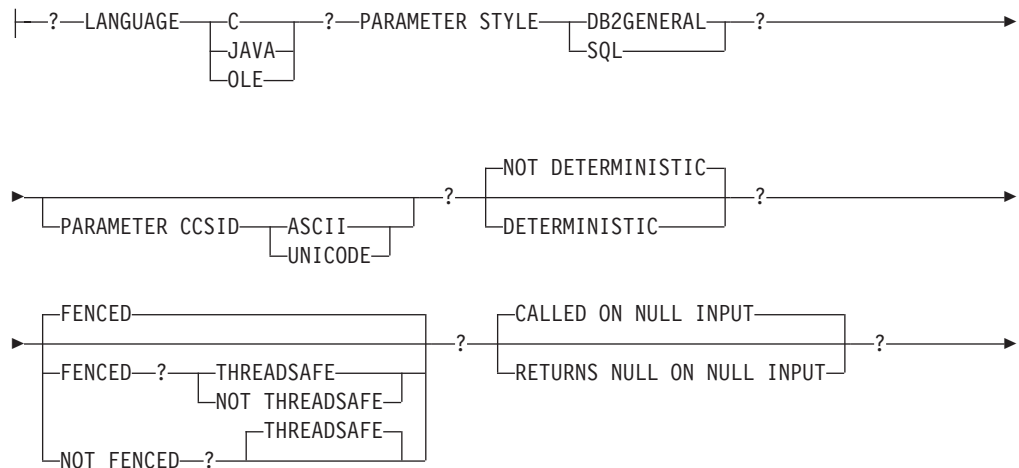 ? LANGUAGE C ? PARAMETER STYLE DB2GENERAL ?
JAVA SQL
OLE
NOT DETERMINISTIC
? ?
PARAMETER CCSID ASCII DETERMINISTIC
UNICODE
FENCED CALLED ON NULL INPUT
? ?
FENCED ? THREADSAFE RETURNS NULL ON NULL INPUT
NOT THREADSAFE
THREADSAFE
NOT FENCED ?